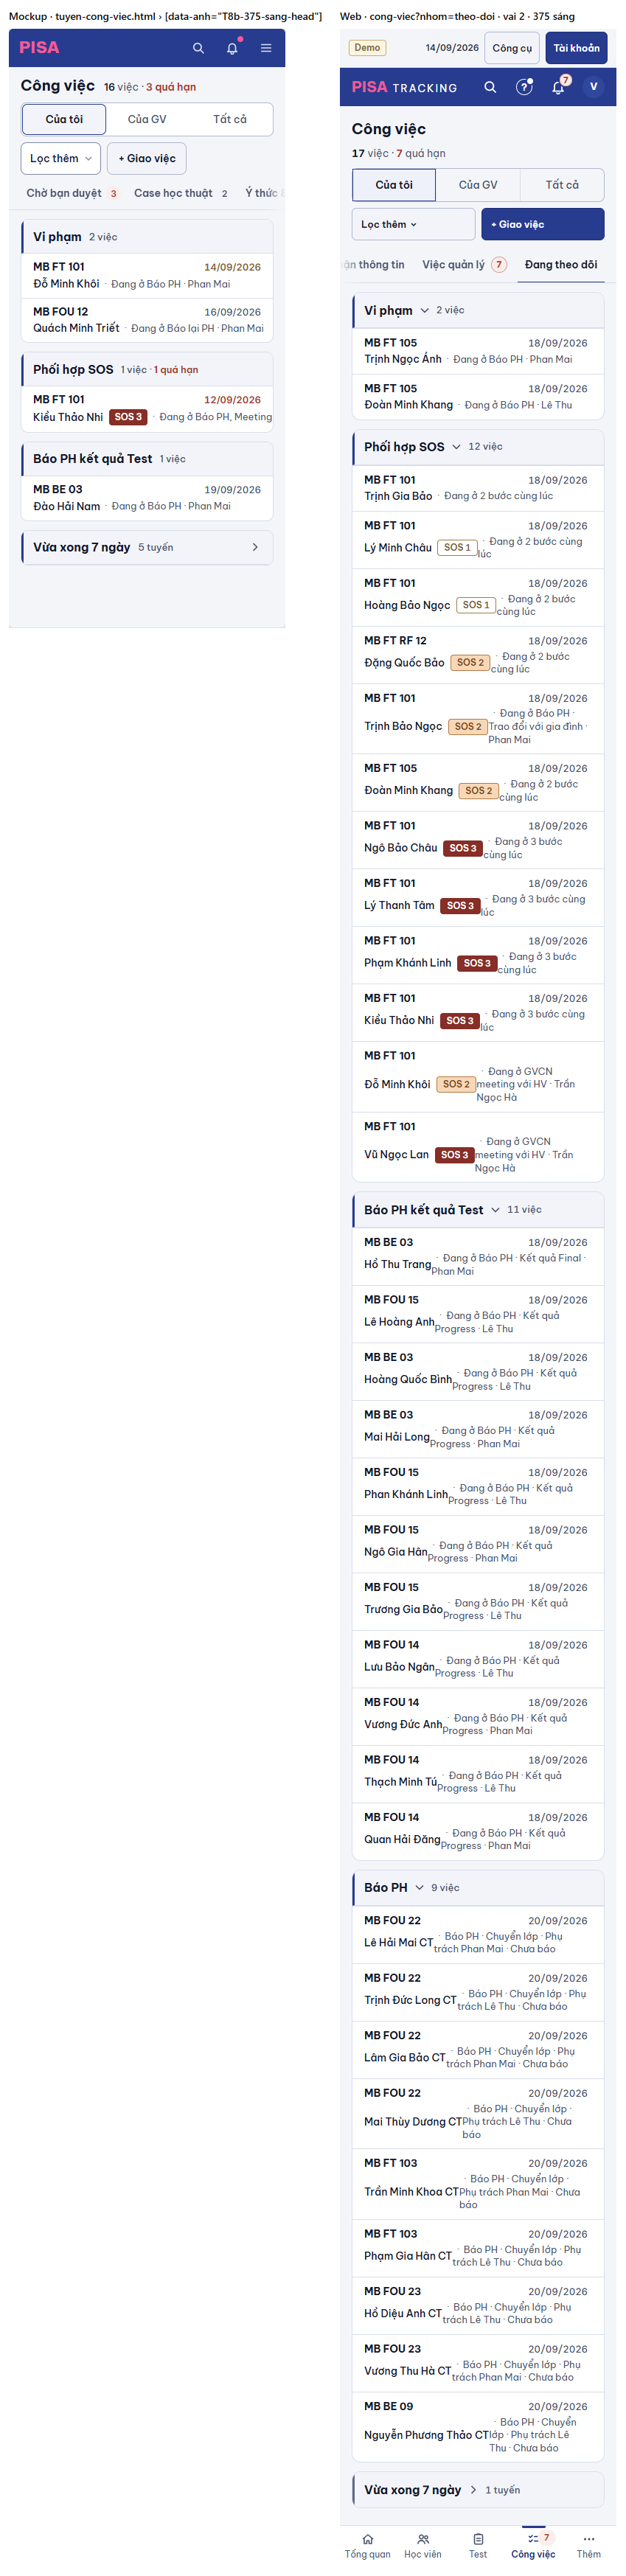 Mockup · tuyen-cong-viec.html › [data-anh="T8b-375-sang-head"]
PISA
Công việc 16 việc · 3 quá hạn
Của tôi Của GV Tất cả
Lọc thêm + Giao việc
Chờ bạn duyệt 3 Case học thuật 2 Ý thức
Vi phạm 2 việc
MB FT 101 14/09/2026
Đỗ Minh Khôi · Đang ở Báo PH · Phan Mai
MB FOU 12 16/09/2026
Quách Minh Triết · Đang ở Báo lại PH · Phan Mai
Phối hợp SOS 1 việc · 1 quá hạn
MB FT 101 12/09/2026
Kiều Thảo Nhi SOS 3 · Đang ở Báo PH, Meeting
Báo PH kết quả Test 1 việc
MB BE 03 19/09/2026
Đào Hải Nam · Đang ở Báo PH · Phan Mai
Vừa xong 7 ngày 5 tuyến
Web · cong-viec?nhom=theo-doi · vai 2 · 375 sáng
Demo 14/09/2026 Công cụ Tài khoản
PISA TRACKING ? 7 V
Công việc
17 việc · 7 quá hạn
Của tôi Của GV Tất cả
Lọc thêm + Giao việc
thông tin Việc quản lý 7 Đang theo dõi
Vi phạm 2 việc
MB FT 105 18/09/2026
Trịnh Ngọc Ánh · Đang ở Báo PH · Phan Mai
MB FT 105 18/09/2026
Đoàn Minh Khang · Đang ở Báo PH · Lê Thu
Phối hợp SOS 12 việc
MB FT 101 18/09/2026
Trịnh Gia Bảo · Đang ở 2 bước cùng lúc
MB FT 101 18/09/2026
Lý Minh Châu SOS 1 · Đang ở 2 bước cùng
lúc
MB FT 101 18/09/2026
Hoàng Bảo Ngọc SOS 1 · Đang ở 2 bước
cùng lúc
MB FT RF 12 18/09/2026
Đặng Quốc Bảo SOS 2 · Đang ở 2 bước
cùng lúc
MB FT 101 18/09/2026
Trịnh Bảo Ngọc SOS 2 · Đang ở Báo PH ·
Trao đổi với gia đình ·
Phan Mai
MB FT 105 18/09/2026
Đoàn Minh Khang SOS 2 · Đang ở 2 bước
cùng lúc
MB FT 101 18/09/2026
Ngô Bảo Châu SOS 3 · Đang ở 3 bước
cùng lúc
MB FT 101 18/09/2026
Lý Thanh Tâm SOS 3 · Đang ở 3 bước cùng
lúc
MB FT 101 18/09/2026
Phạm Khánh Linh SOS 3 · Đang ở 3 bước
cùng lúc
MB FT 101 18/09/2026
Kiều Thảo Nhi SOS 3 · Đang ở 3 bước cùng
lúc
MB FT 101
Đỗ Minh Khôi SOS 2 · Đang ở GVCN
meeting với HV · Trần
Ngọc Hà
MB FT 101
Vũ Ngọc Lan SOS 3 · Đang ở GVCN
meeting với HV · Trần
Ngọc Hà
Báo PH kết quả Test 11 việc
MB BE 03 18/09/2026
Hồ Thu Trang · Đang ở Báo PH · Kết quả Final ·
Phan Mai
MB FOU 15 18/09/2026
Lê Hoàng Anh · Đang ở Báo PH · Kết quả
Progress · Lê Thu
MB BE 03 18/09/2026
Hoàng Quốc Bình · Đang ở Báo PH · Kết quả
Progress · Lê Thu
MB BE 03 18/09/2026
Mai Hải Long · Đang ở Báo PH · Kết quả
Progress · Phan Mai
MB FOU 15 18/09/2026
Phan Khánh Linh · Đang ở Báo PH · Kết quả
Progress · Lê Thu
MB FOU 15 18/09/2026
Ngô Gia Hân · Đang ở Báo PH · Kết quả
Progress · Phan Mai
MB FOU 15 18/09/2026
Trương Gia Bảo · Đang ở Báo PH · Kết quả
Progress · Lê Thu
MB FOU 14 18/09/2026
Lưu Bảo Ngân · Đang ở Báo PH · Kết quả
Progress · Lê Thu
MB FOU 14 18/09/2026
Vương Đức Anh · Đang ở Báo PH · Kết quả
Progress · Phan Mai
MB FOU 14 18/09/2026
Thạch Minh Tú · Đang ở Báo PH · Kết quả
Progress · Lê Thu
MB FOU 14 18/09/2026
Quan Hải Đăng · Đang ở Báo PH · Kết quả
Progress · Phan Mai
Báo PH 9 việc
MB FOU 22 20/09/2026
Lê Hải Mai CT · Báo PH · Chuyển lớp · Phụ
trách Phan Mai · Chưa báo
MB FOU 22 20/09/2026
Trịnh Đức Long CT · Báo PH · Chuyển lớp · Phụ
trách Lê Thu · Chưa báo
MB FOU 22 20/09/2026
Lâm Gia Bảo CT · Báo PH · Chuyển lớp · Phụ
trách Phan Mai · Chưa báo
MB FOU 22 20/09/2026
Mai Thùy Dương CT · Báo PH · Chuyển lớp ·
Phụ trách Lê Thu · Chưa
báo
MB FT 103 20/09/2026
Trần Minh Khoa CT · Báo PH · Chuyển lớp ·
Phụ trách Phan Mai · Chưa
báo
MB FT 103 20/09/2026
Phạm Gia Hân CT · Báo PH · Chuyển lớp · Phụ
trách Lê Thu · Chưa báo
MB FOU 23 20/09/2026
Hồ Diệu Anh CT · Báo PH · Chuyển lớp · Phụ
trách Lê Thu · Chưa báo
MB FOU 23 20/09/2026
Vương Thu Hà CT · Báo PH · Chuyển lớp · Phụ
trách Phan Mai · Chưa báo
MB BE 09 20/09/2026
Nguyễn Phương Thảo CT · Báo PH · Chuyển
lớp · Phụ trách Lê
Thu · Chưa báo
Vừa xong 7 ngày 1 tuyến
7
Tổng quan Học viên Test Công việc Thêm